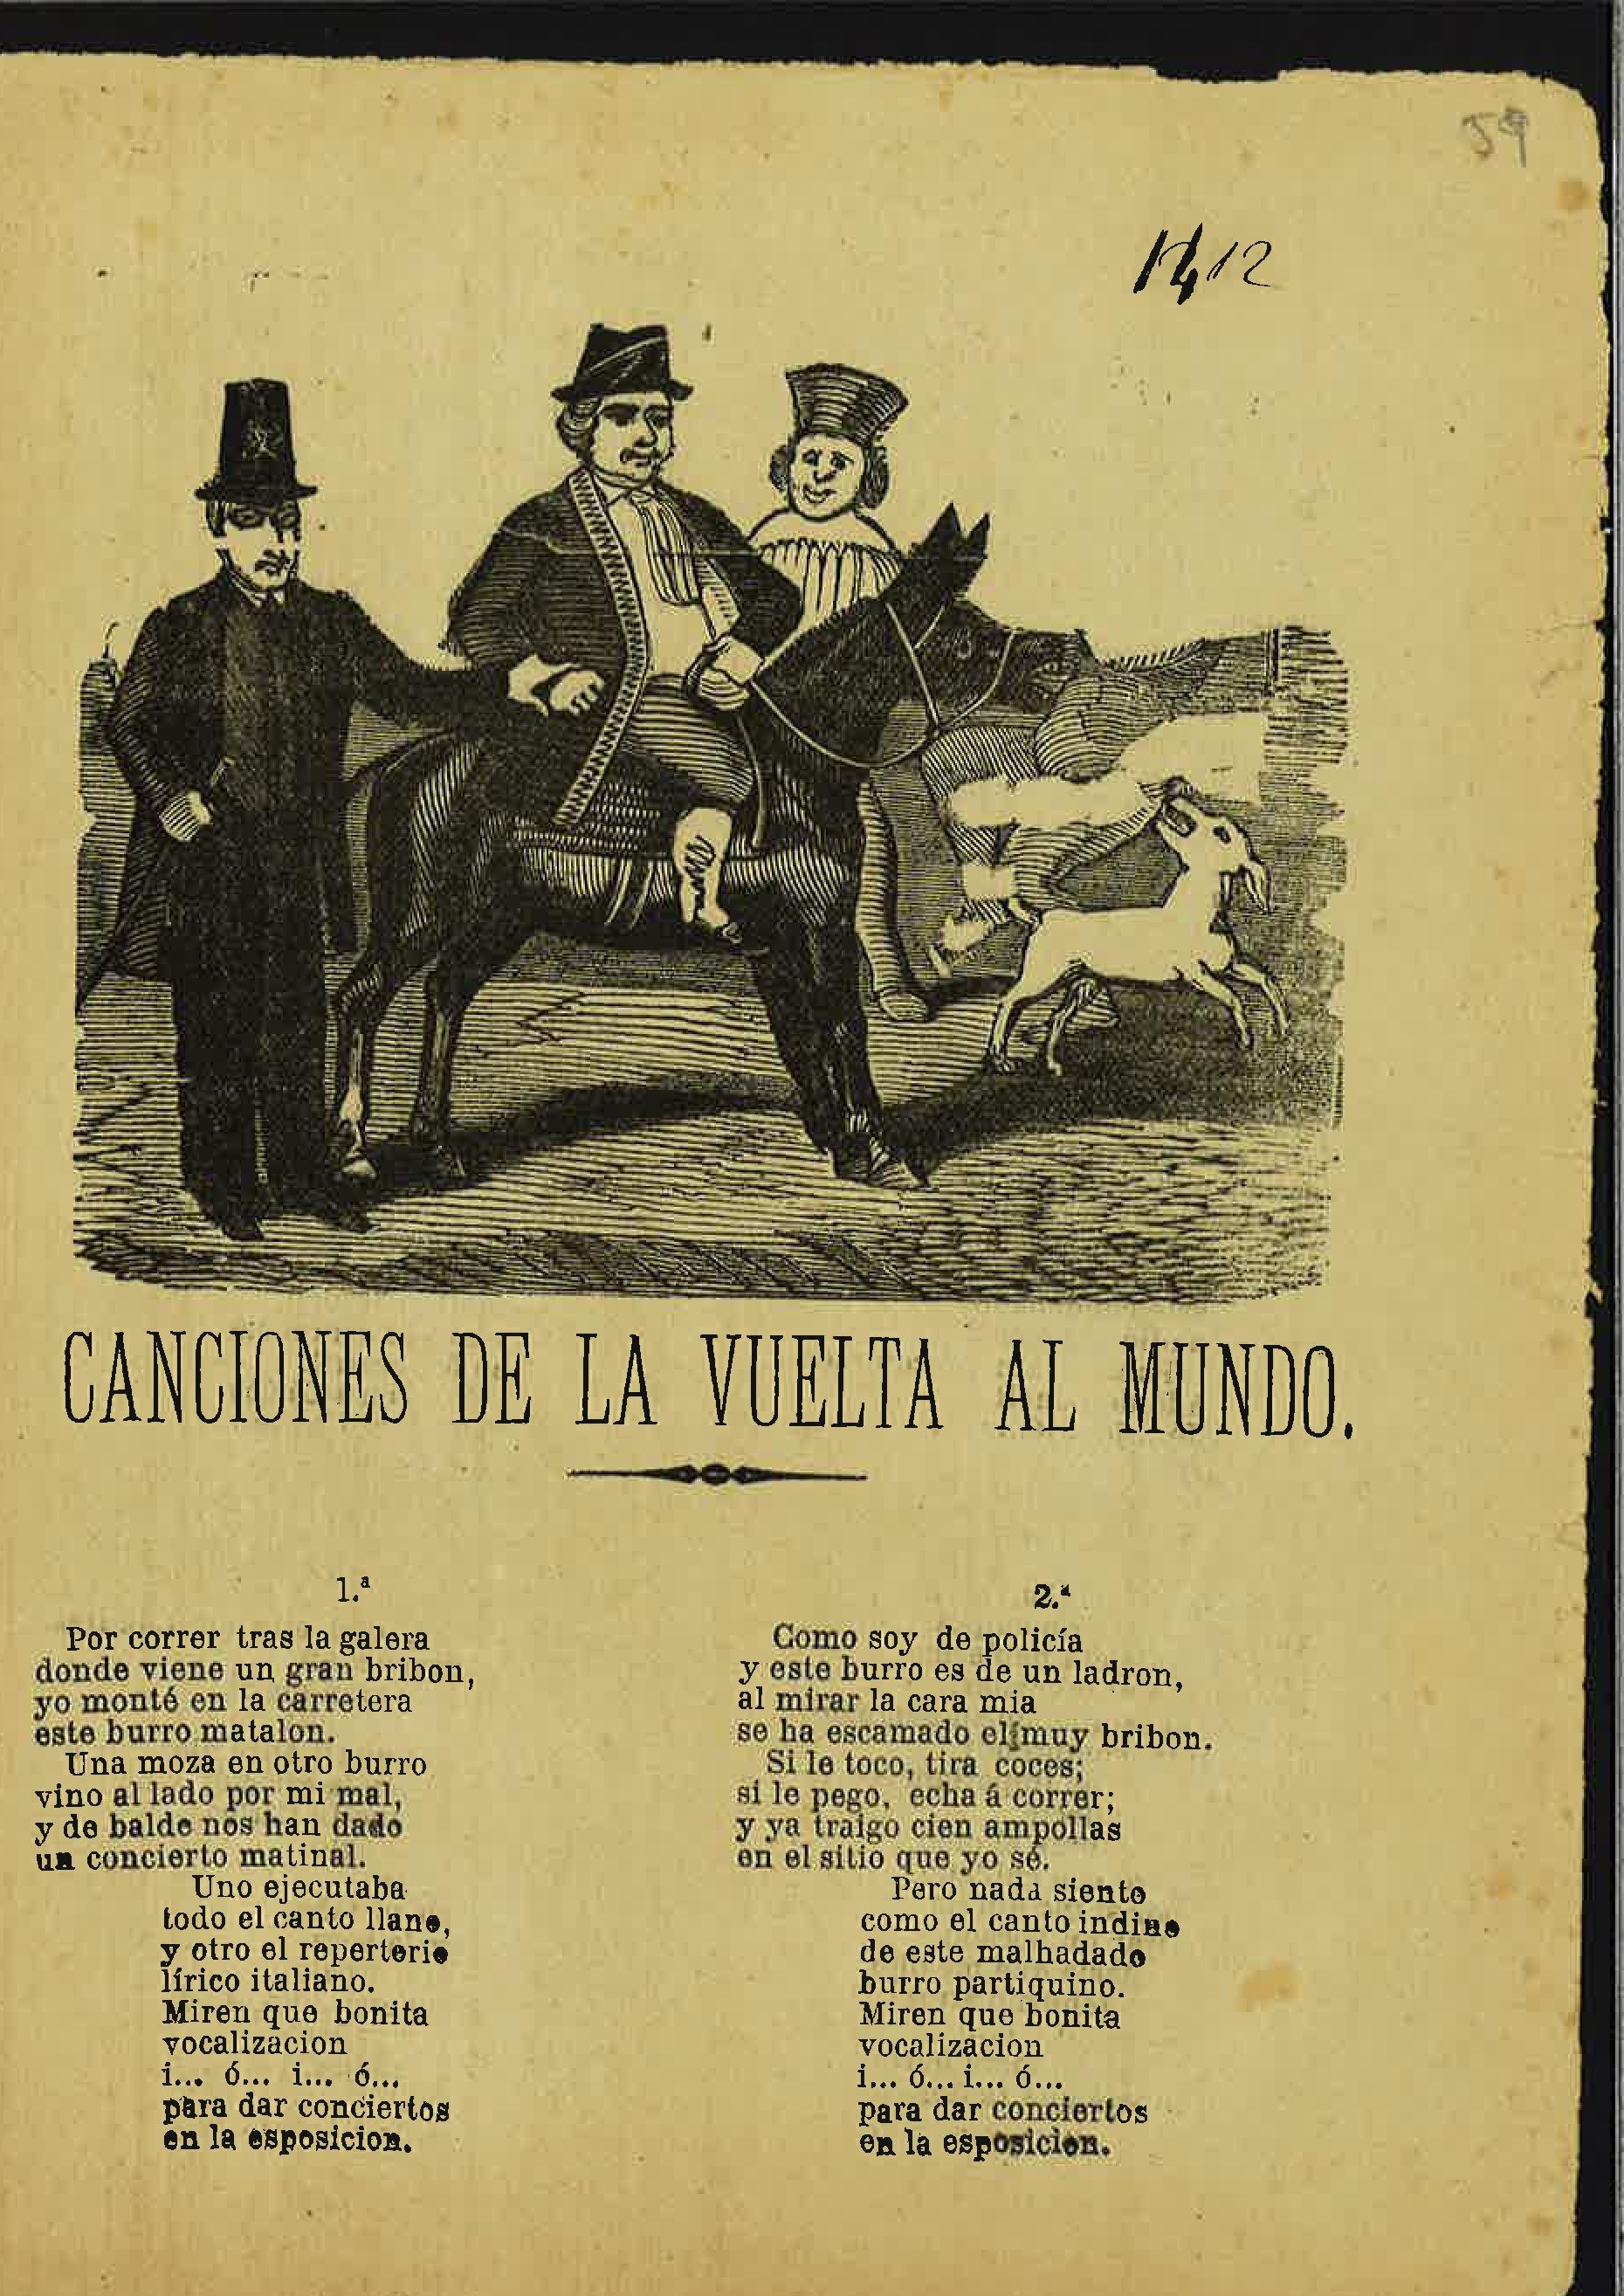 59
1412
CANCIONES DE LA VUELTA AL MUNDO.
1.ª
Por correr tras la galera
donde viene un gran bribon,
yo monté en la carretera
este burro matalon.
Una moza en otro burro
vino al lado por mi mal,
y de balde nos han dado
un concierto matinal.
Uno ejecutaba
todo el canto llano,
y otro el repertorio
lírico italiano.
Miren que bonita
vocalizacion
i... ó... i... ó...
para dar conciertos
en la esposicion.
2.ª
Como soy de policía
y este burro es de un ladron,
al mirar la cara mia
se ha escamado el muy bribon.
Si le toco, tira coces;
si le pego, echa á correr;
y ya traigo cien ampollas
en el sitio que yo sé.
Pero nada siento
como el canto indino
de este malhadado
burro partiquino.
Miren que bonita
vocalizacion
i... ó... i... ó...
para dar conciertos
en la esposicion.